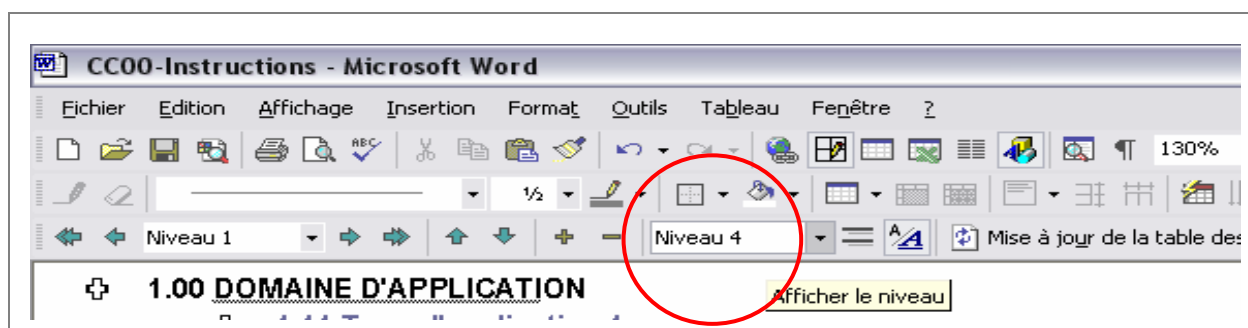 CC00-Instructions - Microsoft Word
Fichier Edition Affichage Insertion Format Outils Tableau Fenêtre ?
ABC 130%
½
Niveau 1 Niveau 4 Mise à jour de la table des
1.00 DOMAINE D'APPLICATION
Afficher le niveau